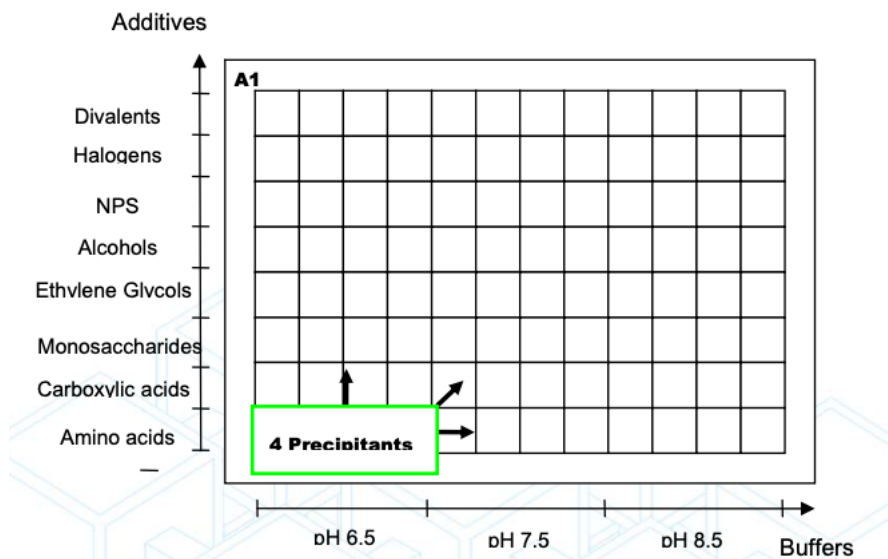 Additives
A1
Divalents
Halogens
NPS
Alcohols
Ethylene Glycols
Monosaccharides
Carboxylic acids
Amino acids
4 Precipitants
pH 6.5
pH 7.5
pH 8.5
Buffers